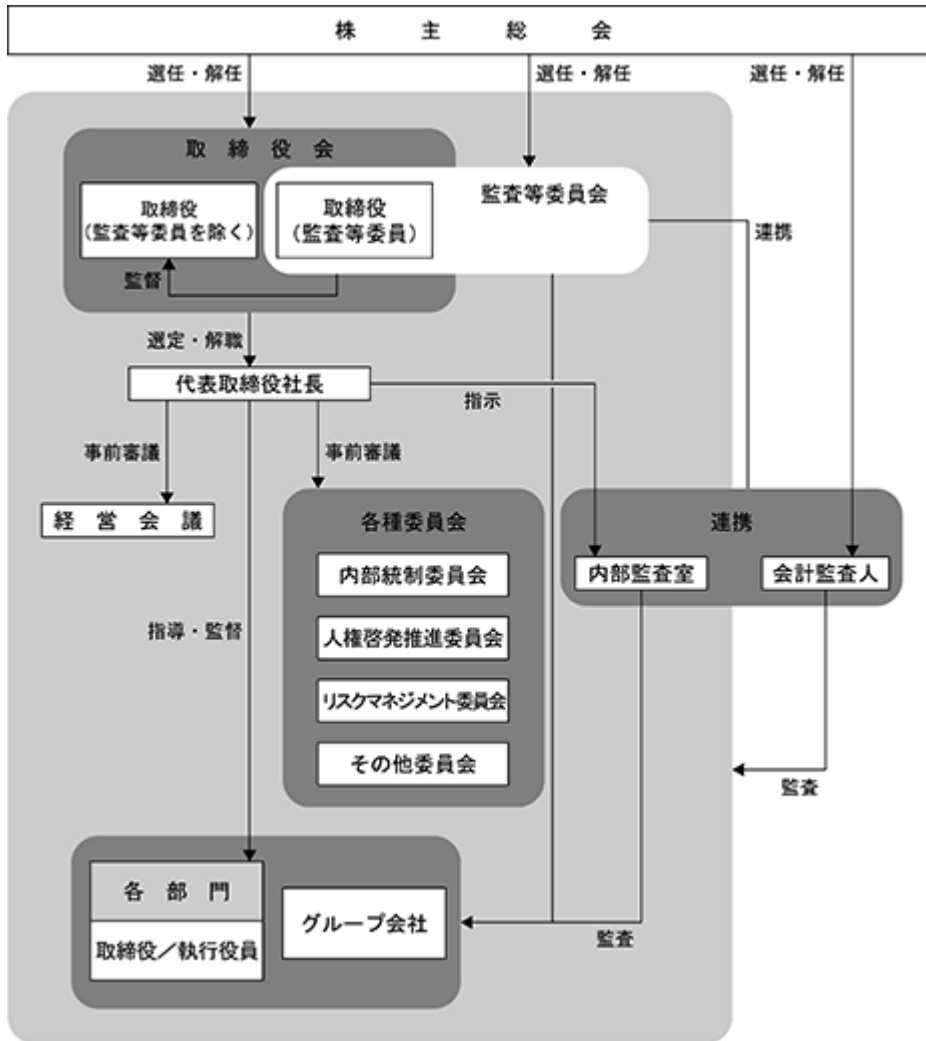 株主総会
選任・解任
選任・解任
選任・解任
取締役会
監査等委員会
取締役
(監査等委員を除く)
取締役
(監査等委員)
連携
監督
選定・解職
代表取締役社長
指示
事前審議
事前審議
経営会議
各種委員会
連携
内部統制委員会
内部監査室
会計監査人
人権啓発推進委員会
指導・監督
リスクマネジメント委員会
その他委員会
監査
各部門
取締役/執行役員
グループ会社
監査